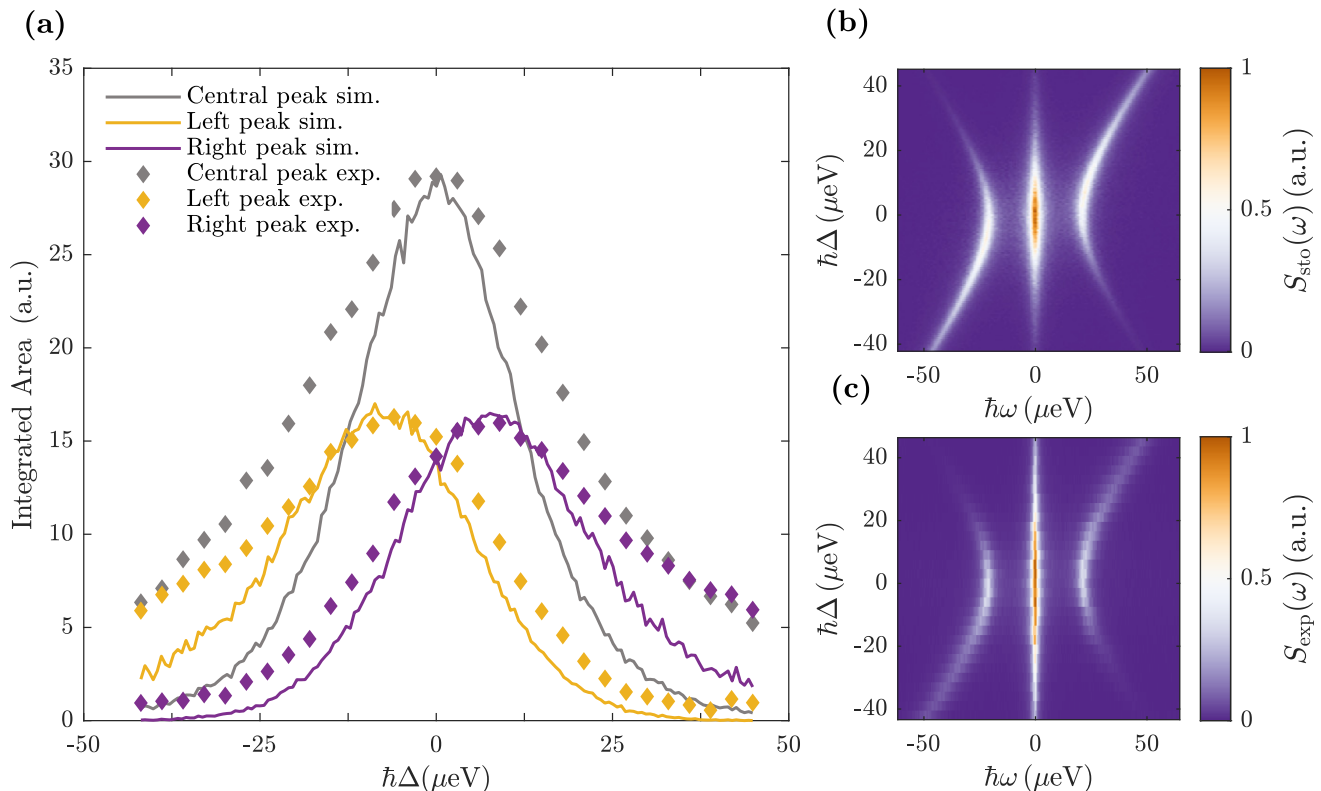 (a)
35
30
25
20
15
10
5
0
Integrated Area (a.u.)
Central peak sim.
Left peak sim.
Right peak sim.
Central peak exp.
Left peak exp.
Right peak exp.
-50 -25 0 25 50
ℏΔ(μeV)
(b)
40
20
0
-20
-40
ℏΔ (μeV)
-50 0 50
ℏω (μeV)
1
0.5
0
S_sto(ω) (a.u.)
(c)
40
20
0
-20
-40
ℏΔ (μeV)
-50 0 50
ℏω (μeV)
1
0.5
0
S_exp(ω) (a.u.)